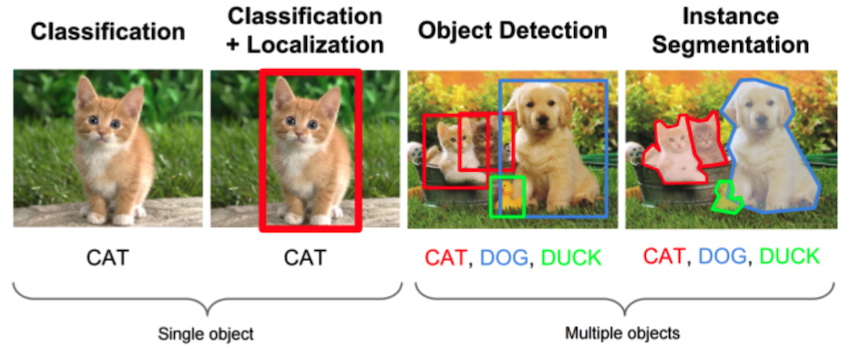 Classification
Classification
+ Localization
Object Detection
Instance
Segmentation
CAT
CAT
CAT, DOG, DUCK
CAT, DOG, DUCK
Single object
Multiple objects